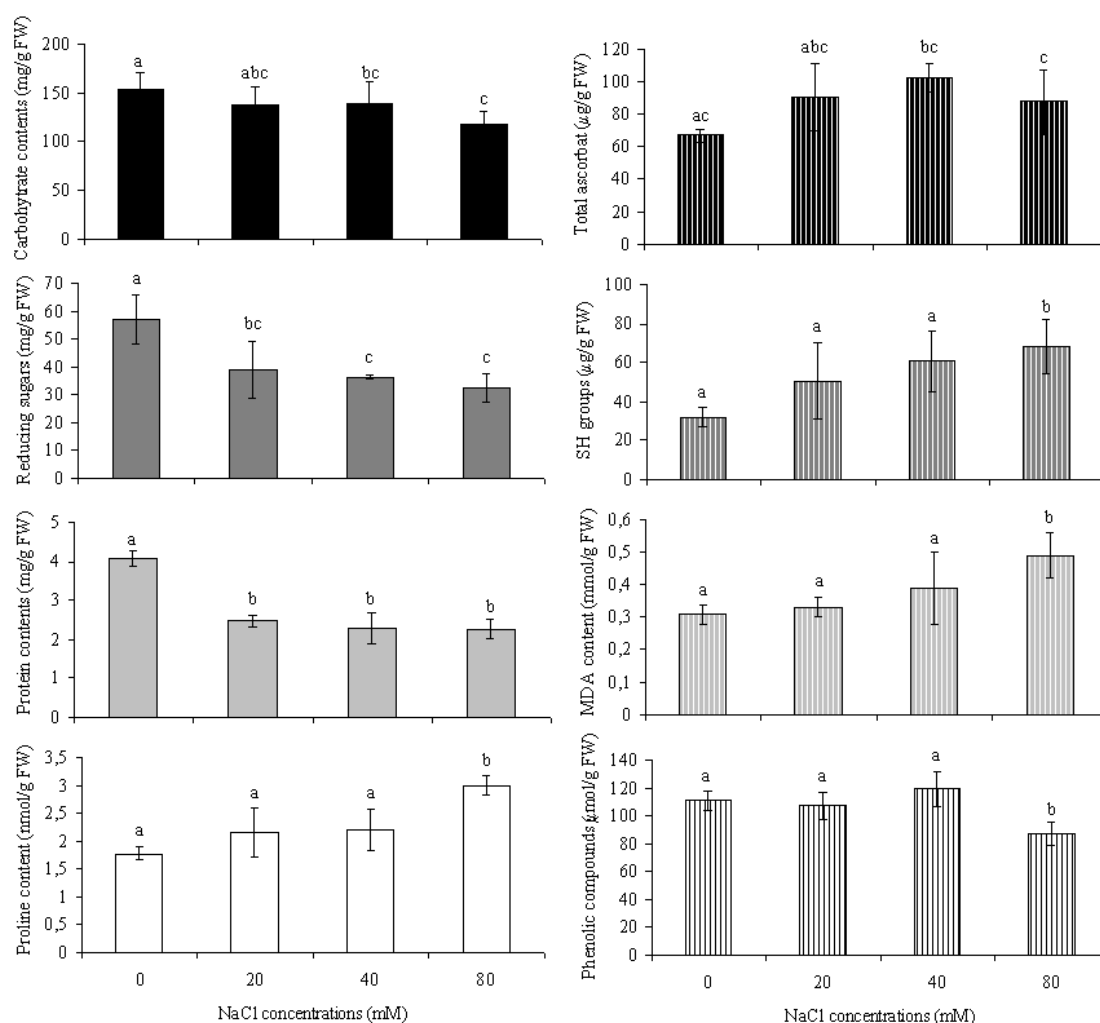 Carbohytrate contents (mg/g FW)
200
150
100
50
0
a
abc
bc
c
Total ascorbat (µg/g FW)
120
100
80
60
40
20
0
ac
abc
bc
c
Reducing sugars (mg/g FW)
70
60
50
40
30
20
10
0
a
bc
c
c
SH groups (µg/g FW)
100
80
60
40
20
0
a
a
a
b
Protein contents (mg/g FW)
5
4
3
2
1
0
a
b
b
b
MDA content (mmol/g FW)
0,6
0,5
0,4
0,3
0,2
0,1
0
a
a
a
b
Proline content (nmol/g FW)
3,5
3
2,5
2
1,5
1
0,5
0
a
a
a
b
0 20 40 80
NaCl concentrations (mM)
Phenolic compounds (µmol/g FW)
140
120
100
80
60
40
20
0
a
a
a
b
0 20 40 80
NaCl concentrations (mM)